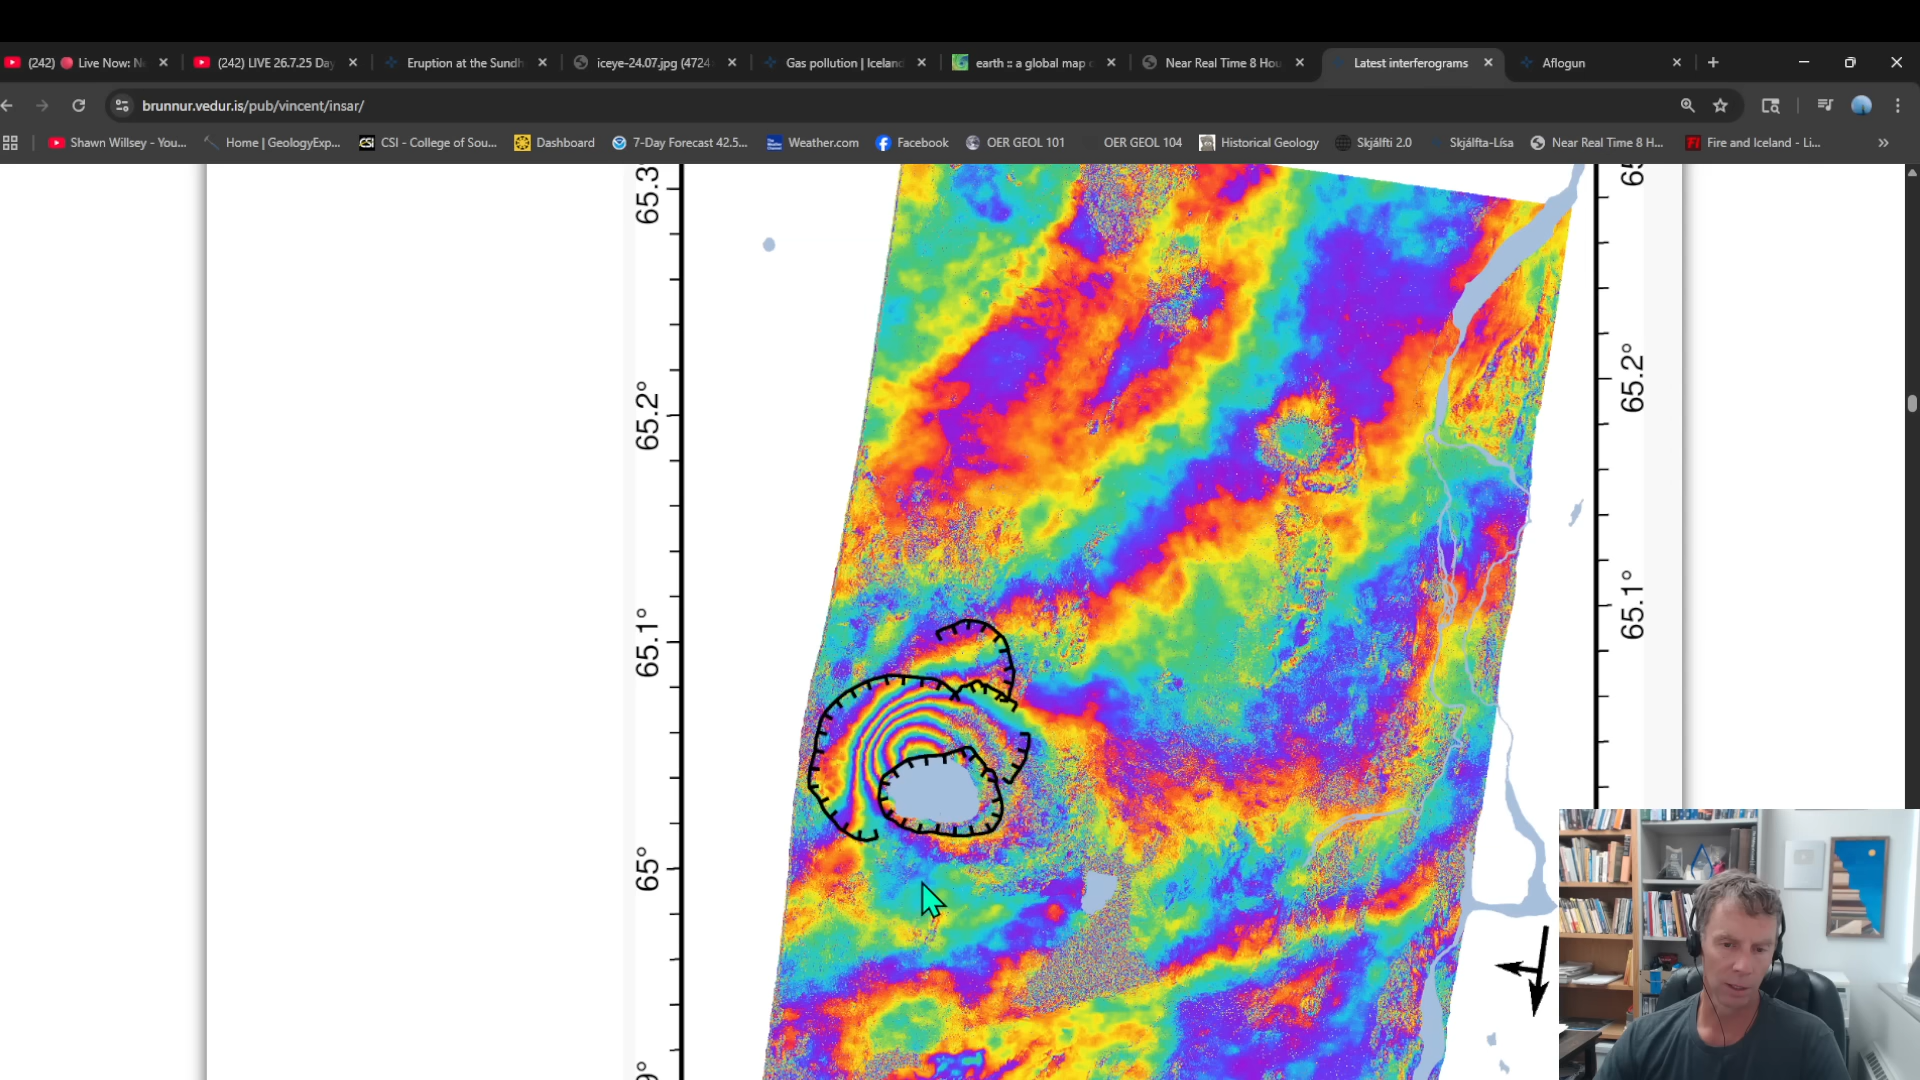 (242) Live Now: N
(242) LIVE 26.7.25 Day
Eruption at the Sundh
iceye-24.07.jpg (4724
Gas pollution | Iceland
earth :: a global map o
Near Real Time 8 Hou
Latest interferograms
Aflogun
brunnur.vedur.is/pub/vincent/insar/
Shawn Willsey - You...
Home | GeologyExp...
CSI - College of Sou...
Dashboard
7-Day Forecast 42.5...
Weather.com
Facebook
OER GEOL 101
OER GEOL 104
Historical Geology
Skjálfti 2.0
Skjálfta-Lísa
Near Real Time 8 H...
Fire and Iceland - Li...
65.3
65.2°
65.2°
65.1°
65.1°
65°